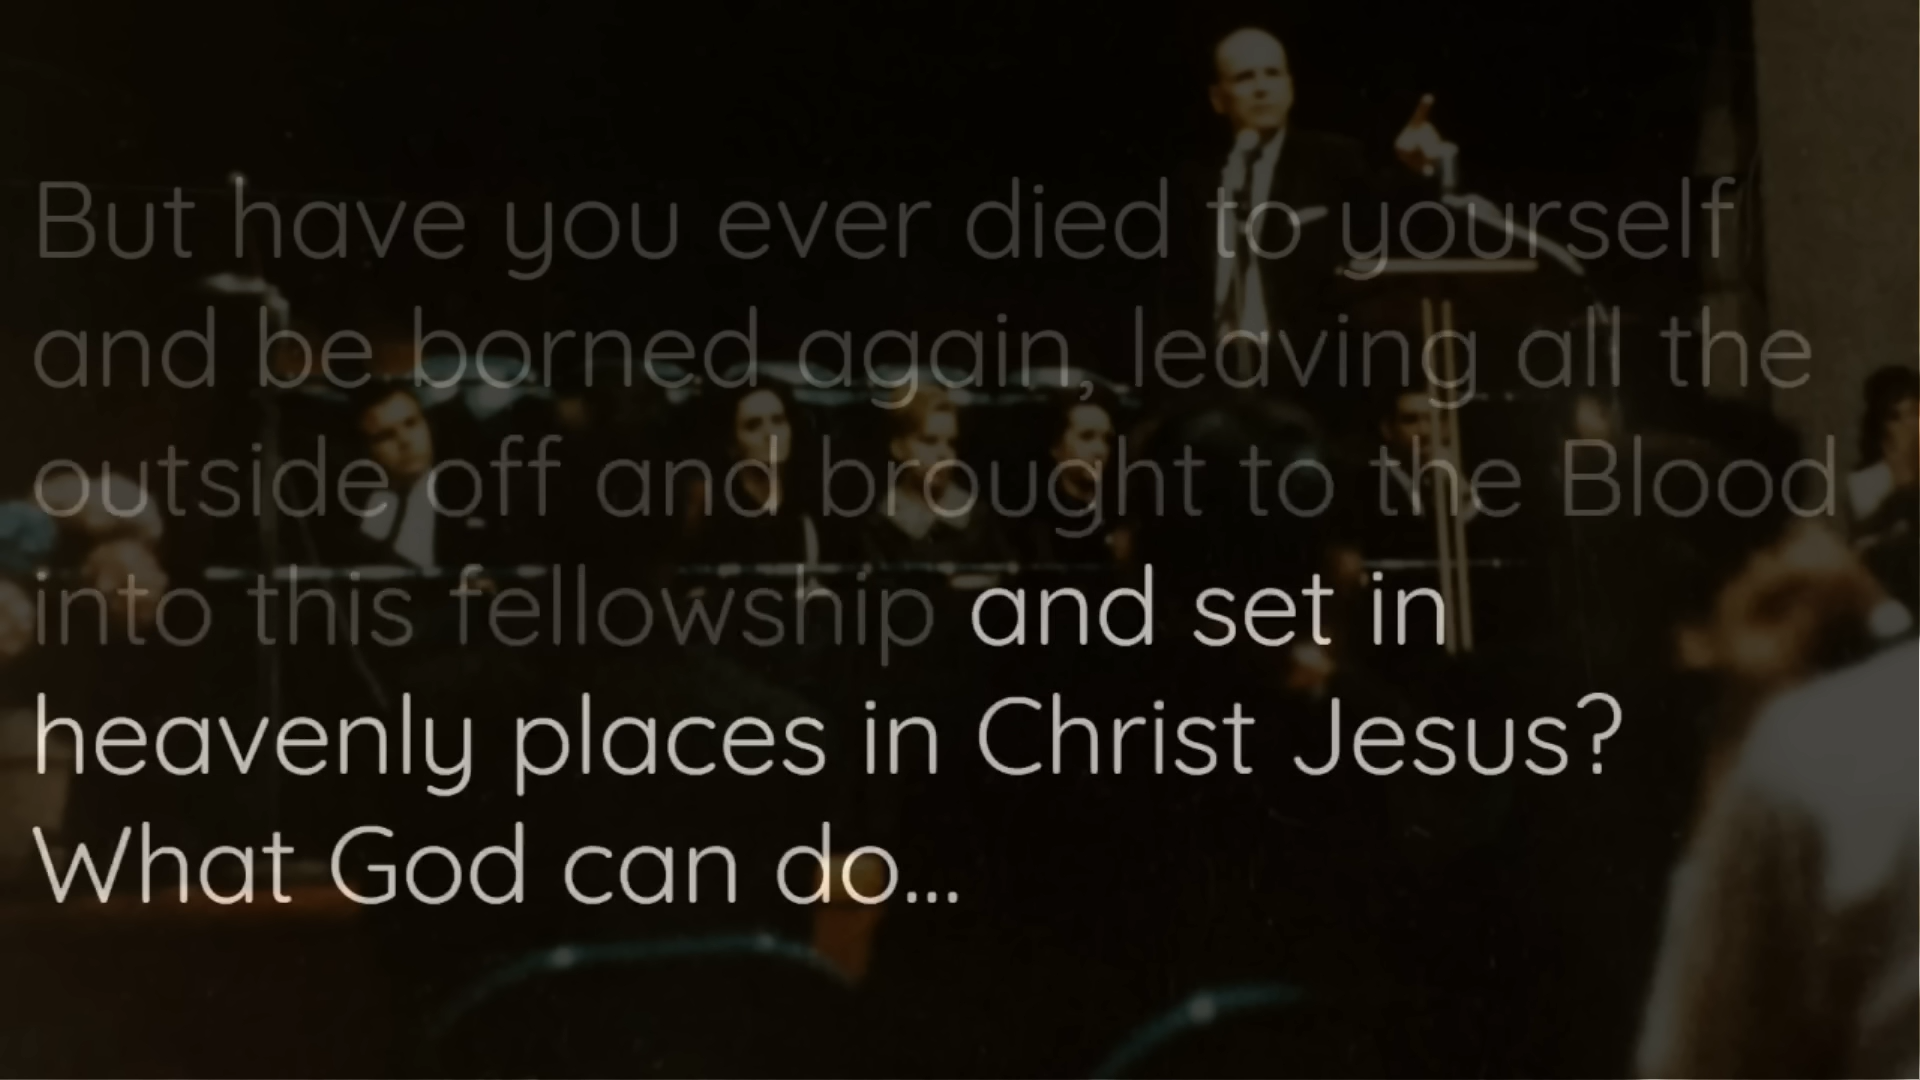 But have you ever died to yourself
and be borned again, leaving all the
outside off and brought to the Blood
into this fellowship and set in
heavenly places in Christ Jesus?
What God can do...